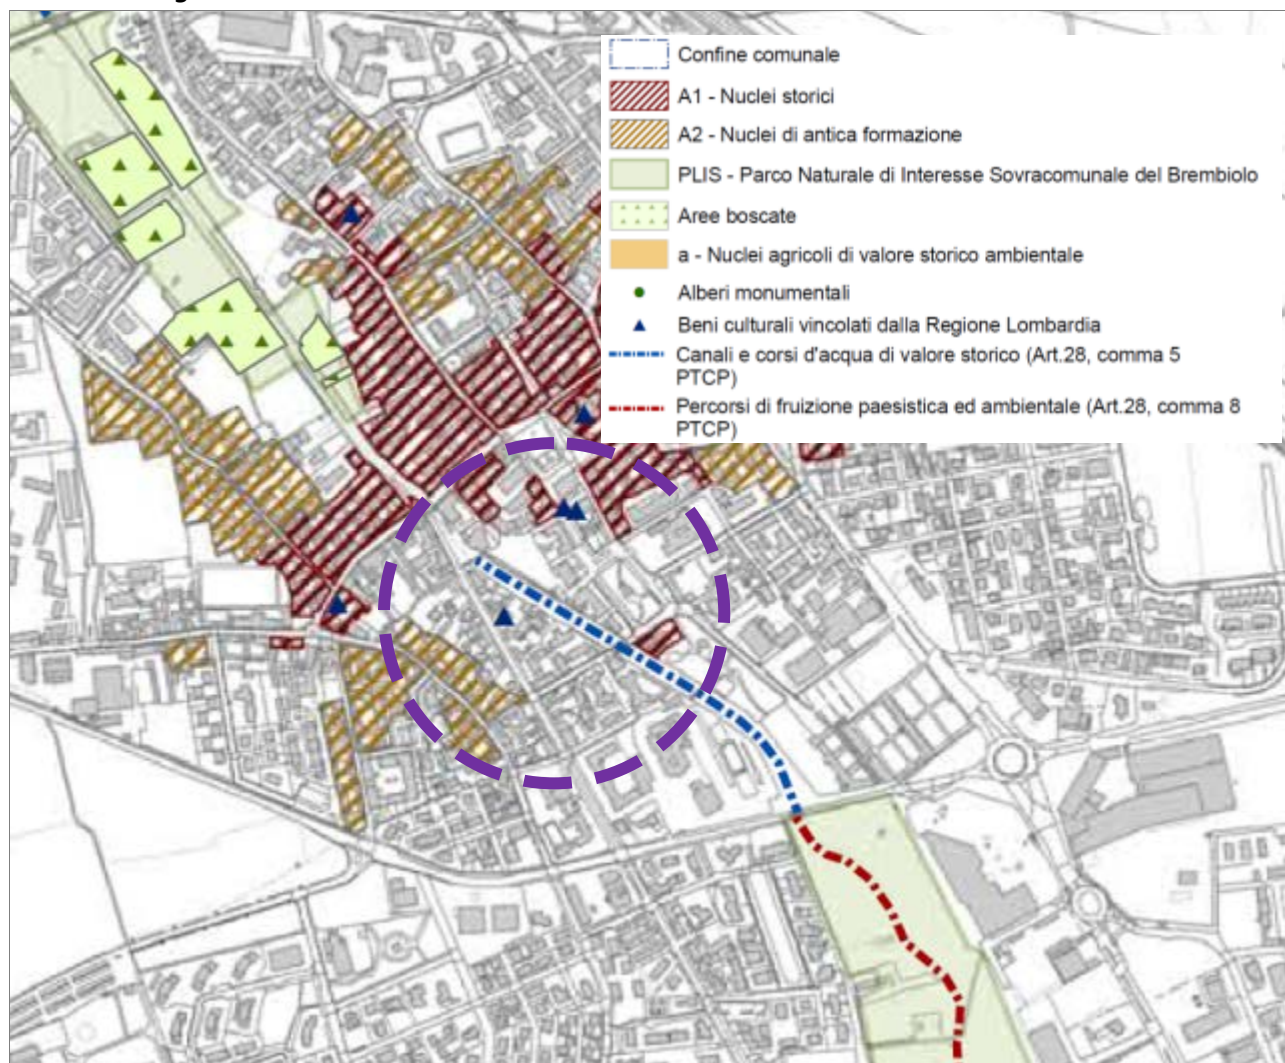 Confine comunale
A1 - Nuclei storici
A2 - Nuclei di antica formazione
PLIS - Parco Naturale di Interesse Sovracomunale del Brembiolo
Aree boscate
a - Nuclei agricoli di valore storico ambientale
Alberi monumentali
Beni culturali vincolati dalla Regione Lombardia
Canali e corsi d'acqua di valore storico (Art.28, comma 5
PTCP)
Percorsi di fruizione paesistica ed ambientale (Art.28, comma 8
PTCP)